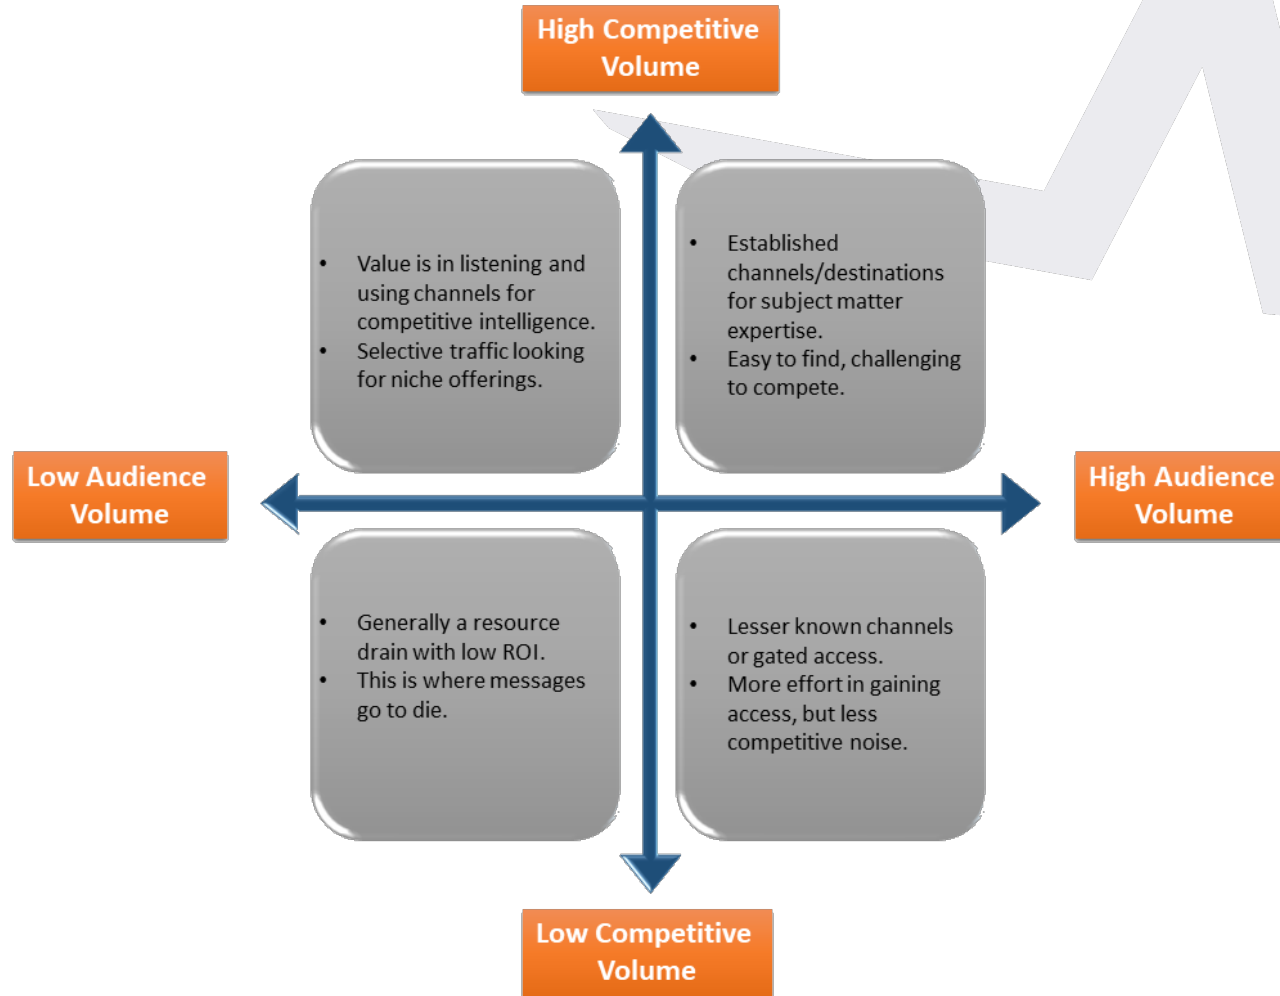 High Competitive
Volume
• Value is in listening and
using channels for
competitive intelligence.
• Selective traffic looking
for niche offerings.
• Established
channels/destinations
for subject matter
expertise.
• Easy to find, challenging
to compete.
Low Audience
Volume
High Audience
Volume
• Generally a resource
drain with low ROI.
• This is where messages
go to die.
• Lesser known channels
or gated access.
• More effort in gaining
access, but less
competitive noise.
Low Competitive
Volume